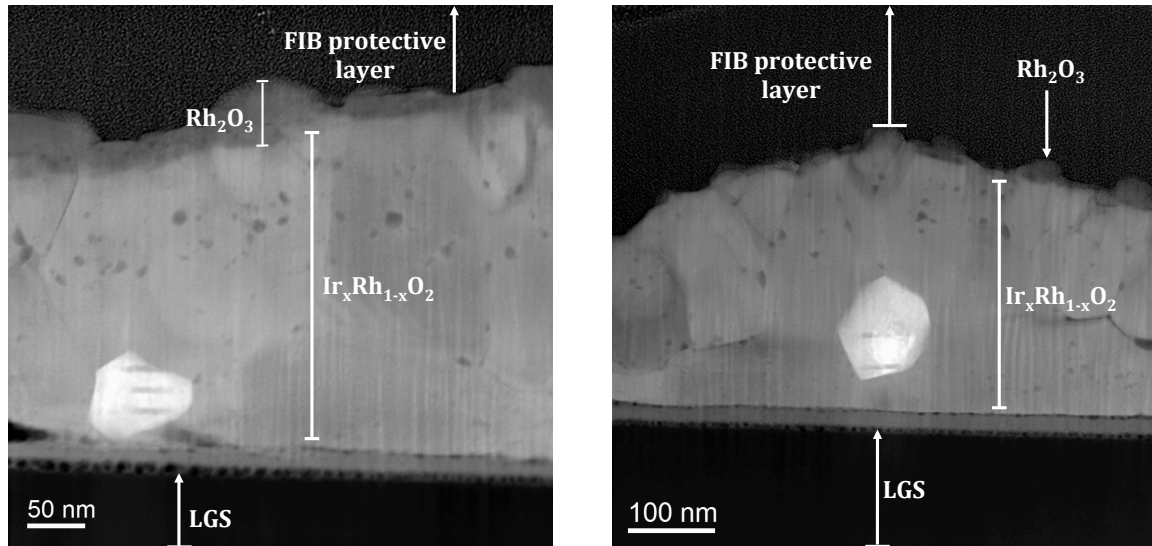 FIB protective
layer
Rh₂O₃
IrₓRh₁₋ₓO₂
LGS
50 nm
FIB protective
layer
Rh₂O₃
IrₓRh₁₋ₓO₂
LGS
100 nm